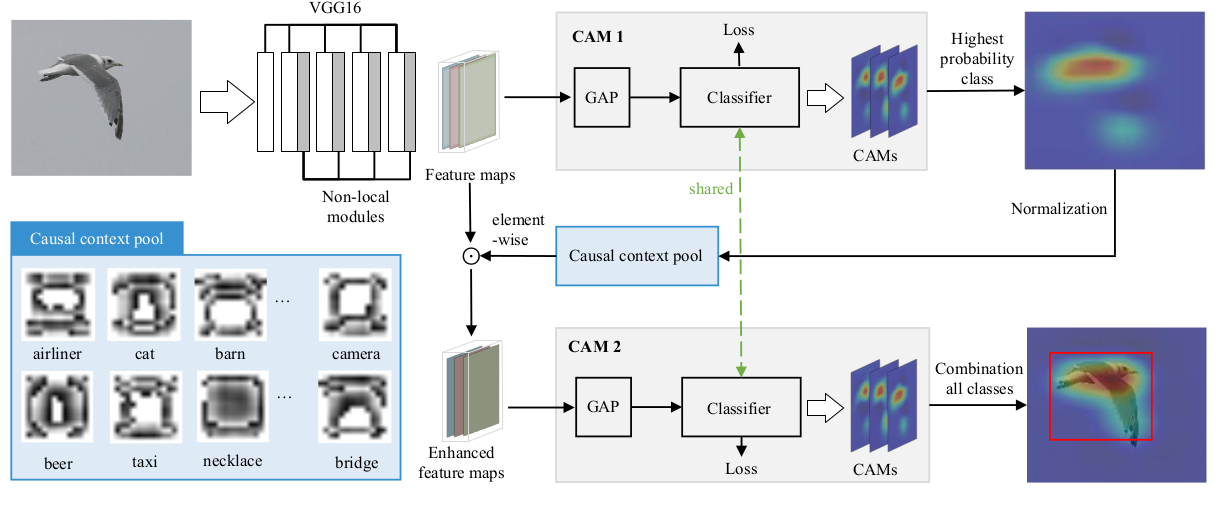 VGG16
Non-local
modules
Feature maps
CAM 1
Loss
GAP
Classifier
CAMs
Highest
probability
class
shared
Normalization
element
-wise
Causal context pool
Causal context pool
airliner
cat
barn
...
camera
beer
taxi
necklace
...
bridge
Enhanced
feature maps
CAM 2
GAP
Classifier
Loss
CAMs
Combination
all classes